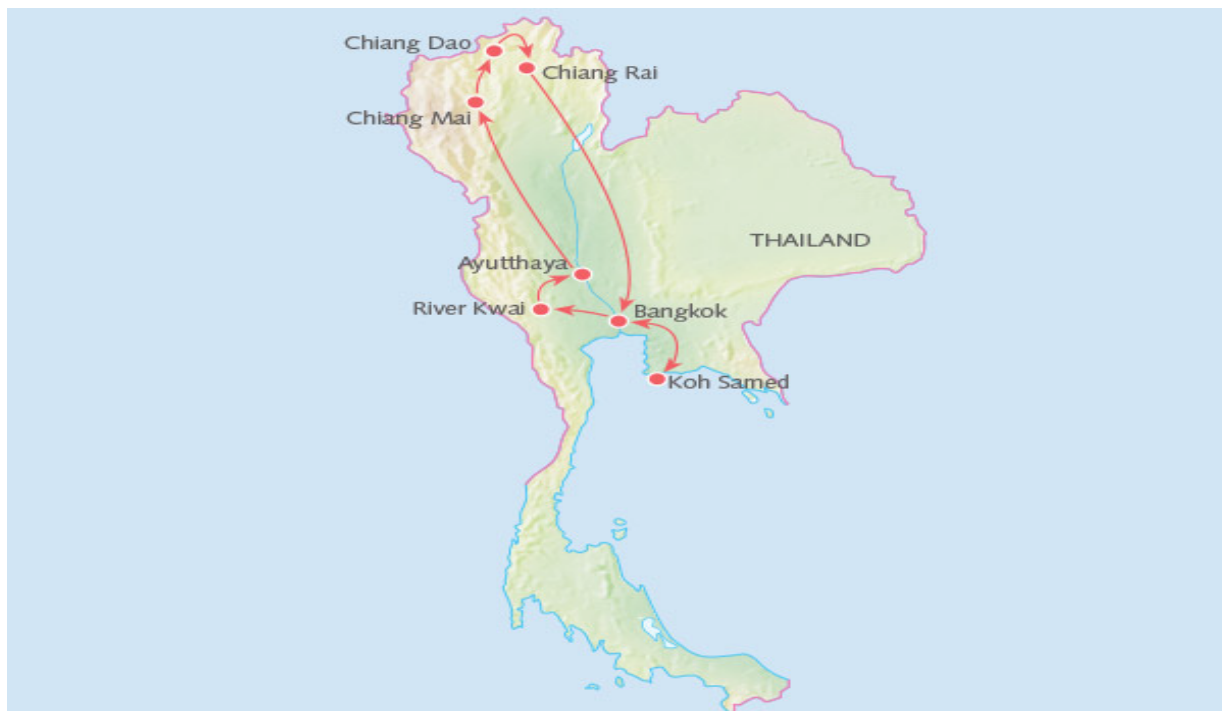 Chiang Dao
Chiang Rai
Chiang Mai
THAILAND
Ayutthaya
River Kwai
Bangkok
Koh Samed